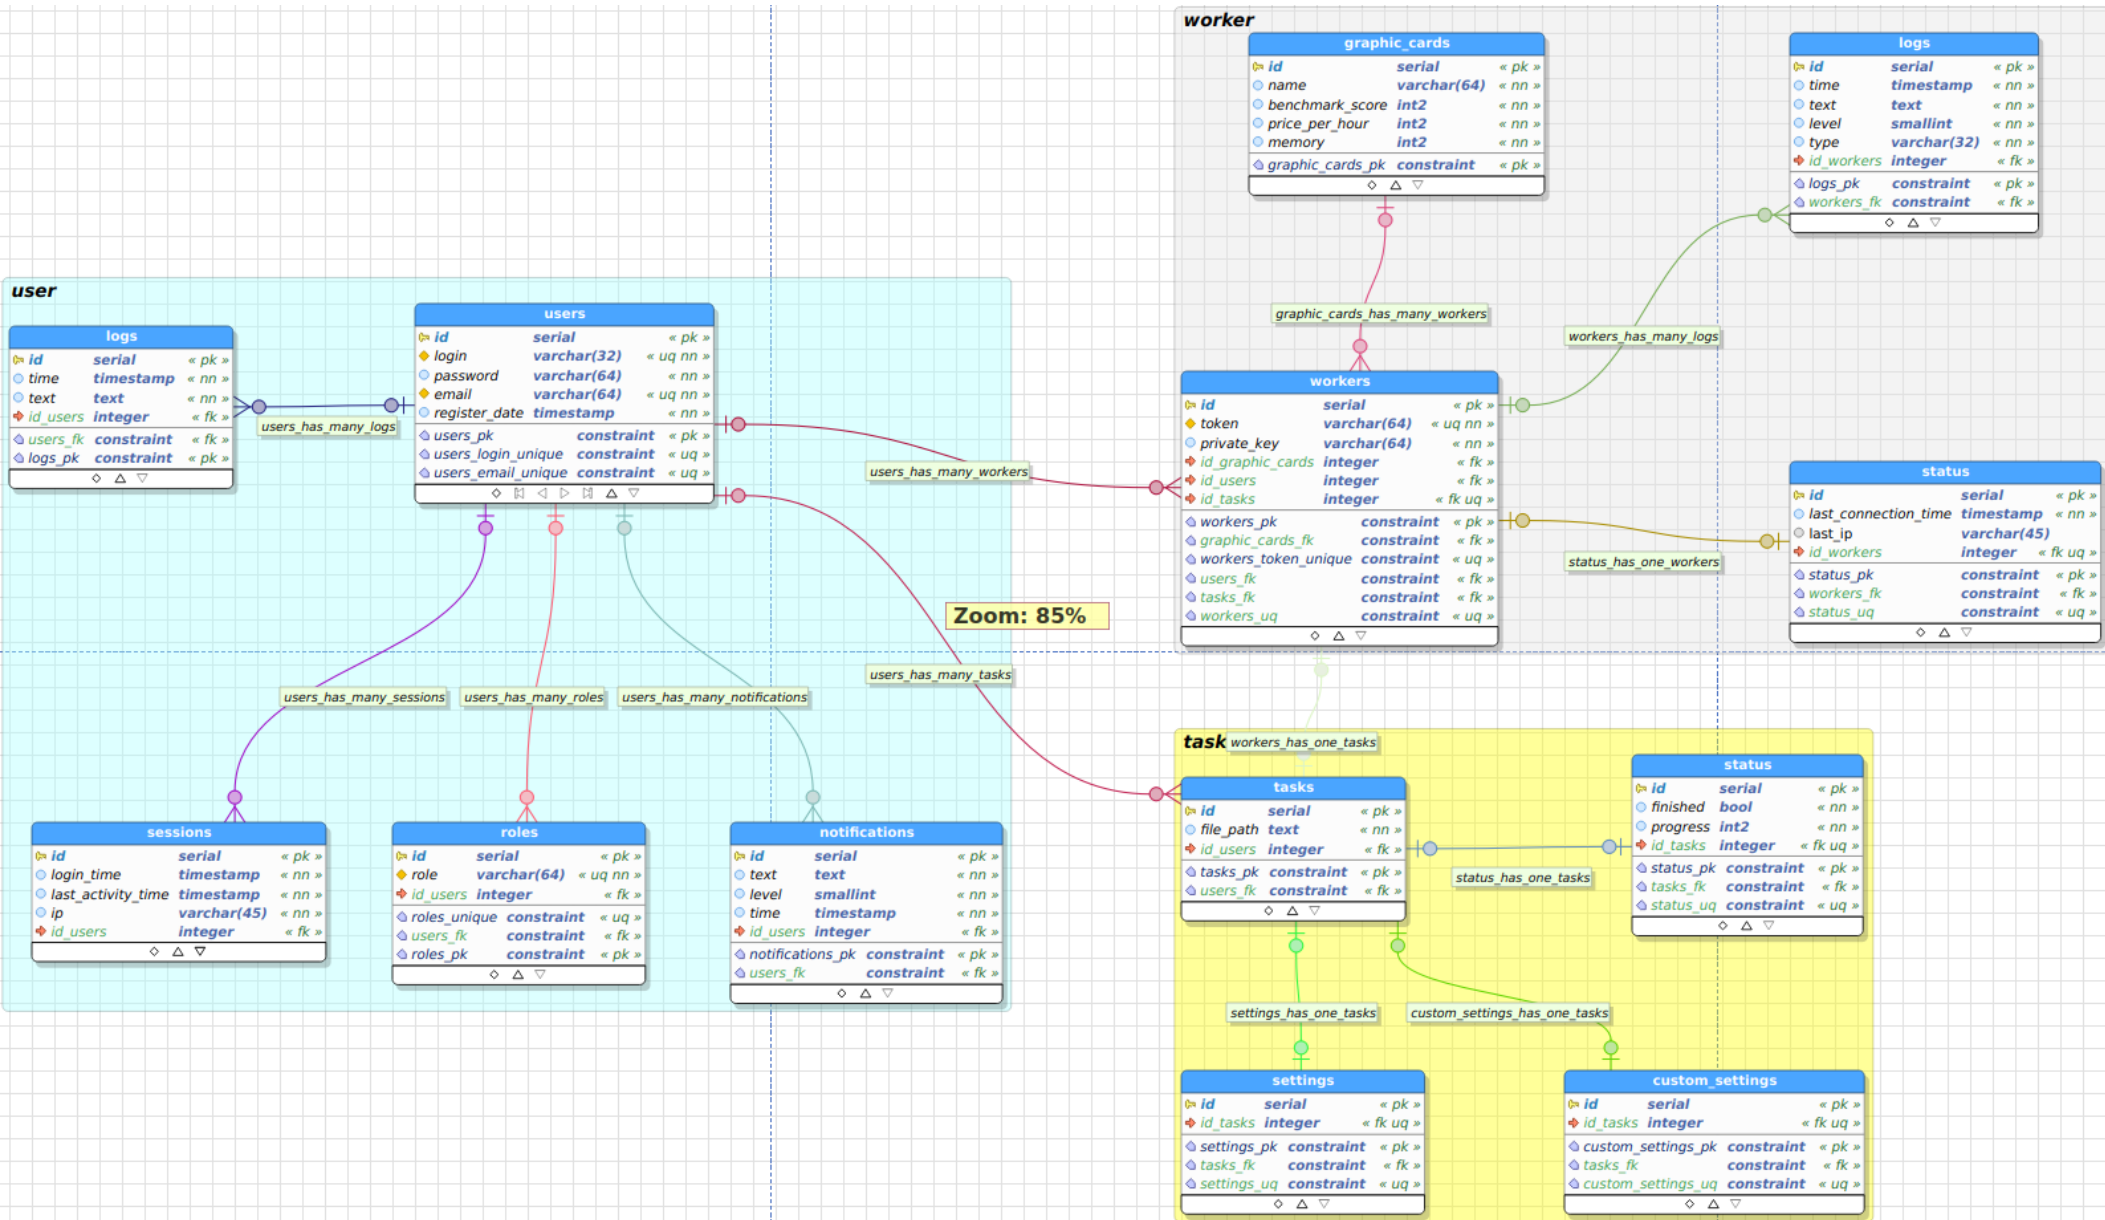 worker
graphic_cards
id serial « pk »
name varchar(64) « nn »
benchmark_score int2 « nn »
price_per_hour int2 « nn »
memory int2 « nn »
graphic_cards_pk constraint « pk »
logs
id serial « pk »
time timestamp « nn »
text text « nn »
level smallint « nn »
type varchar(32) « nn »
id_workers integer « fk »
logs_pk constraint « pk »
workers_fk constraint « fk »
graphic_cards_has_many_workers
workers_has_many_logs
user
logs
id serial « pk »
time timestamp « nn »
text text « nn »
id_users integer « fk »
users_fk constraint « fk »
logs_pk constraint « pk »
users_has_many_logs
users
id serial « pk »
login varchar(32) « uq nn »
password varchar(64) « nn »
email varchar(64) « uq nn »
register_date timestamp « nn »
users_pk constraint « pk »
users_login_unique constraint « uq »
users_email_unique constraint « uq »
users_has_many_workers
workers
id serial « pk »
token varchar(64) « uq nn »
private_key varchar(64) « nn »
id_graphic_cards integer « fk »
id_users integer « fk »
id_tasks integer « fk uq »
workers_pk constraint « pk »
graphic_cards_fk constraint « fk »
workers_token_unique constraint « uq »
users_fk constraint « fk »
tasks_fk constraint « fk »
workers_uq constraint « uq »
status_has_one_workers
status
id serial « pk »
last_connection_time timestamp « nn »
last_ip varchar(45)
id_workers integer « fk uq »
status_pk constraint « pk »
workers_fk constraint « fk »
status_uq constraint « uq »
Zoom: 85%
users_has_many_tasks
users_has_many_sessions
users_has_many_roles
users_has_many_notifications
sessions
id serial « pk »
login_time timestamp « nn »
last_activity_time timestamp « nn »
ip varchar(45) « nn »
id_users integer « fk »
roles
id serial « pk »
role varchar(64) « uq nn »
id_users integer « fk »
roles_unique constraint « uq »
users_fk constraint « fk »
roles_pk constraint « pk »
notifications
id serial « pk »
text text « nn »
level smallint « nn »
time timestamp « nn »
id_users integer « fk »
notifications_pk constraint « pk »
users_fk constraint « fk »
task
workers_has_one_tasks
tasks
id serial « pk »
file_path text « nn »
id_users integer « fk »
tasks_pk constraint « pk »
users_fk constraint « fk »
status_has_one_tasks
status
id serial « pk »
finished bool « nn »
progress int2 « nn »
id_tasks integer « fk uq »
status_pk constraint « pk »
tasks_fk constraint « fk »
status_uq constraint « uq »
settings_has_one_tasks
custom_settings_has_one_tasks
settings
id serial « pk »
id_tasks integer « fk uq »
settings_pk constraint « pk »
tasks_fk constraint « fk »
settings_uq constraint « uq »
custom_settings
id serial « pk »
id_tasks integer « fk uq »
custom_settings_pk constraint « pk »
tasks_fk constraint « fk »
custom_settings_uq constraint « uq »